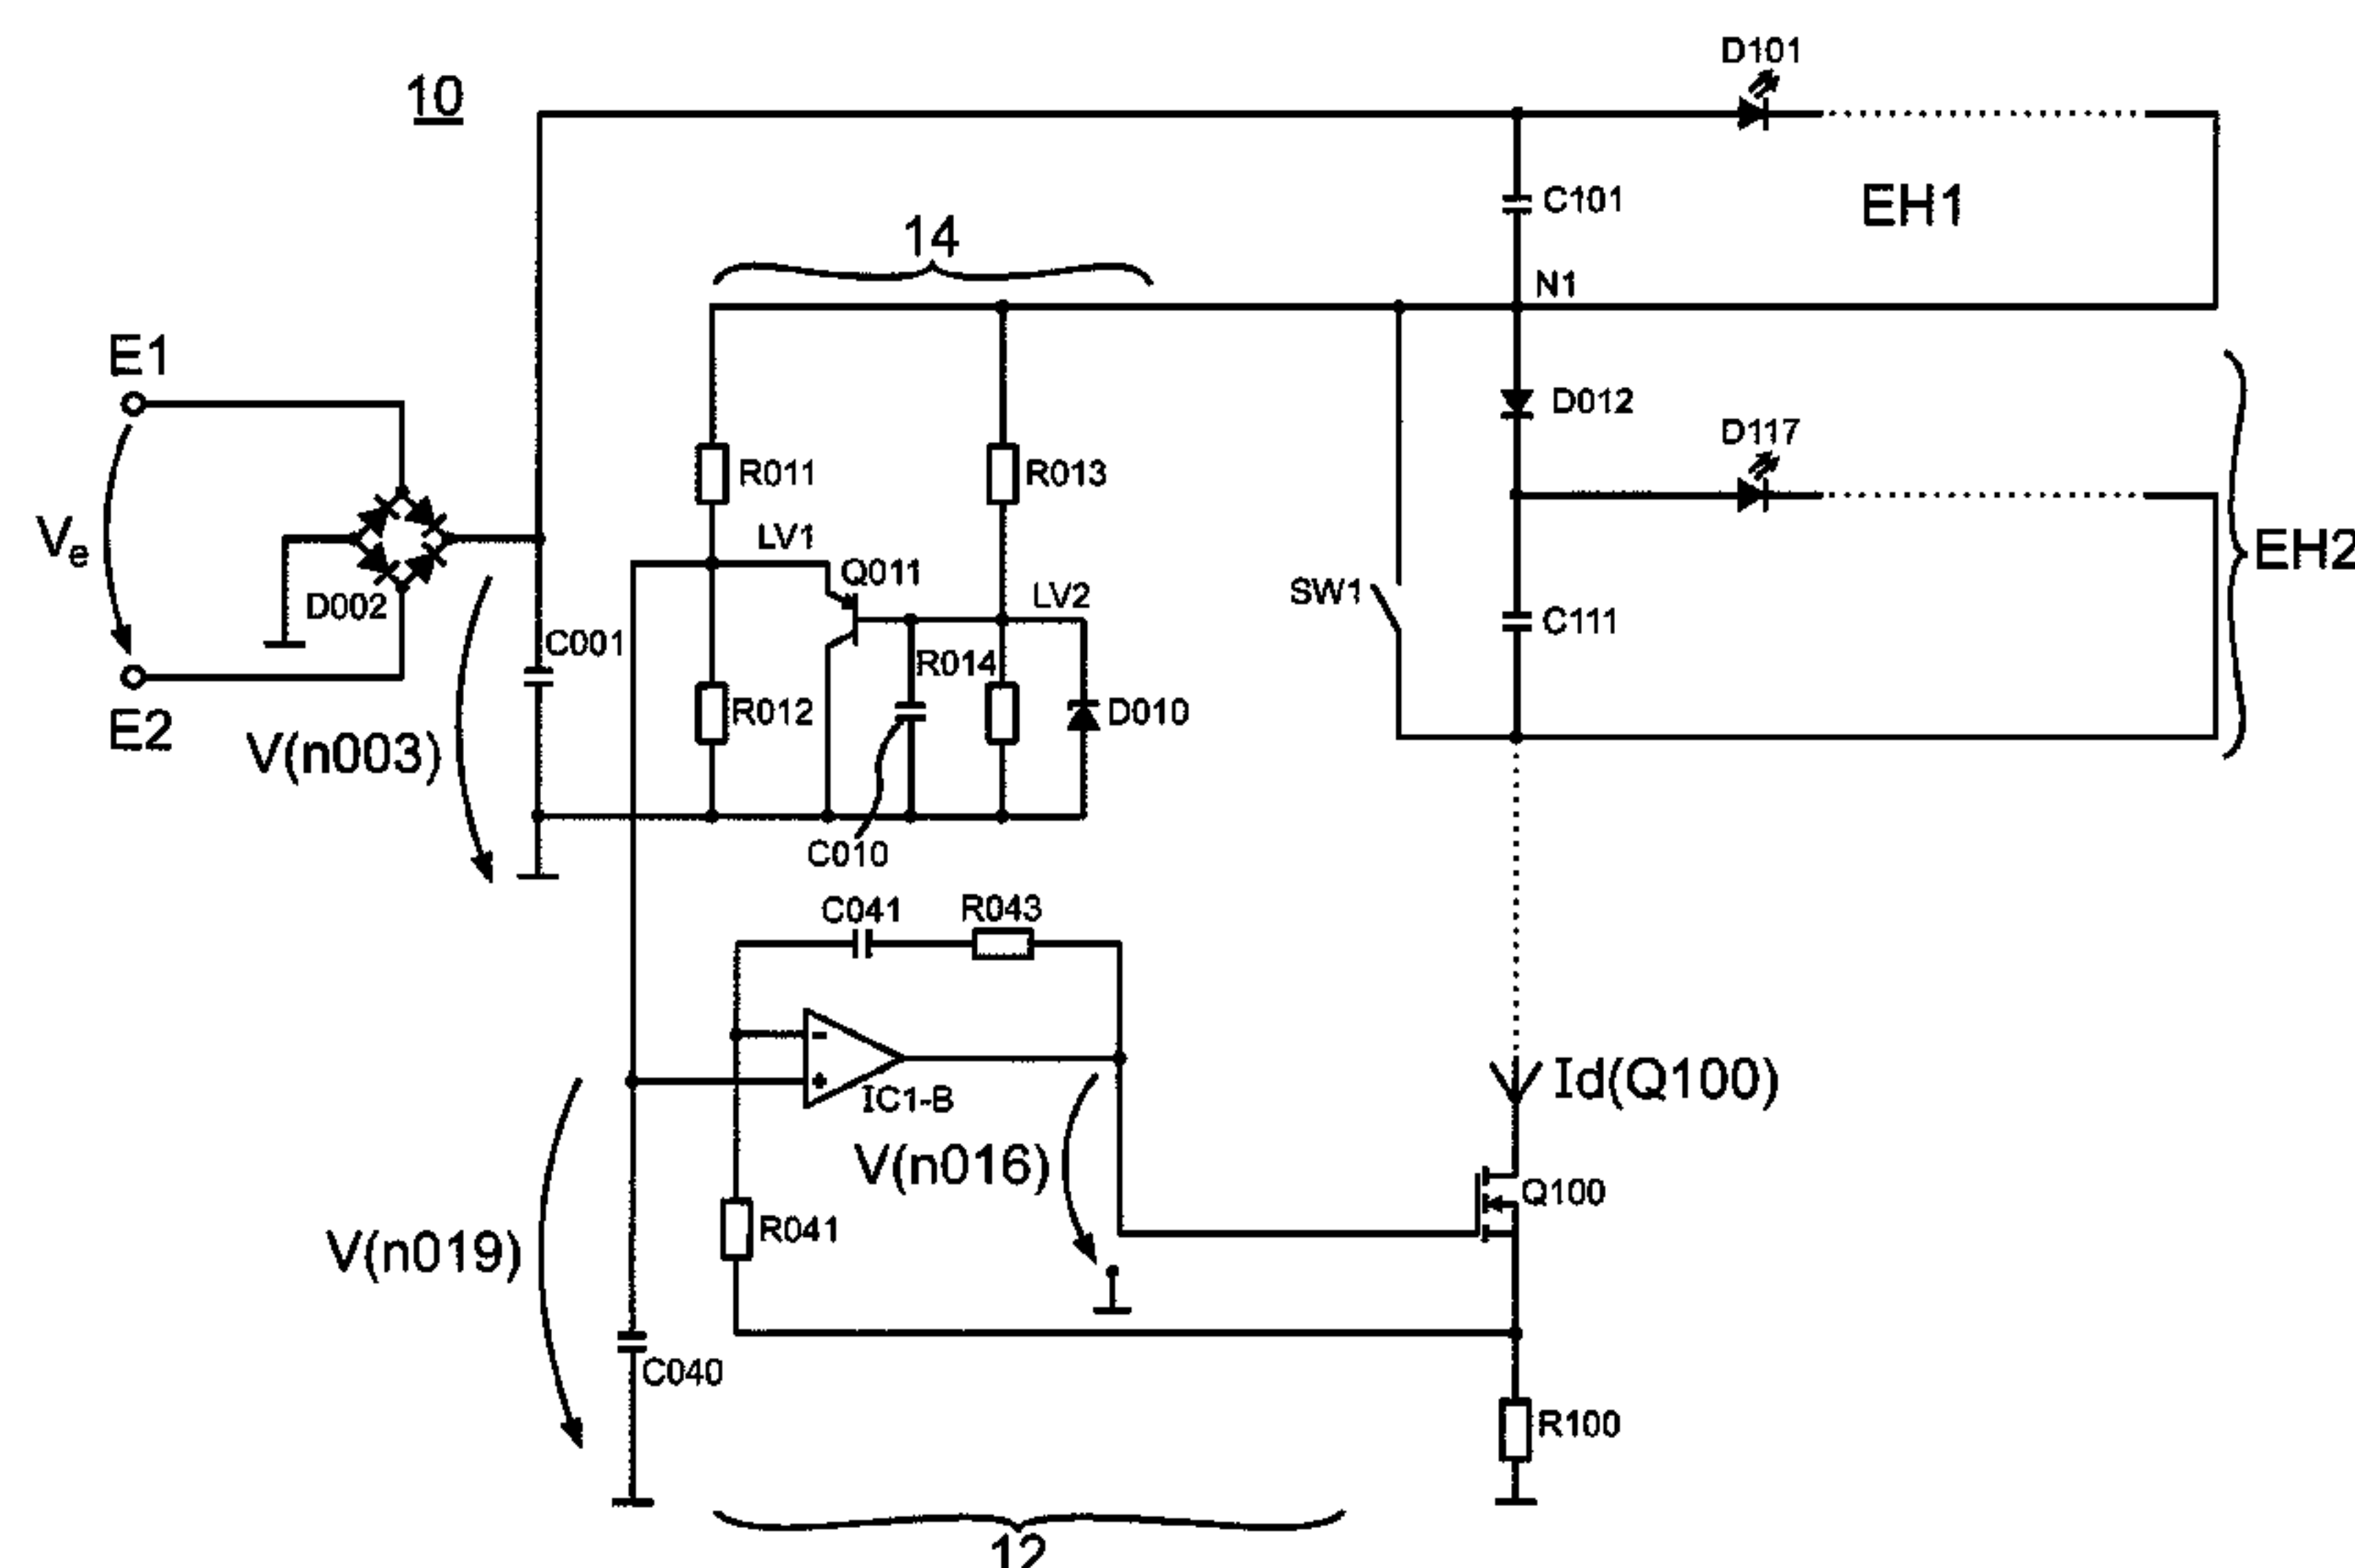 10
D101
C101
EH1
14
N1
E1
D012
D117
R011
R013
LV1
Q011
LV2
EH2
Ve
D002
SW1
C001
R014
C111
R012
D010
E2
V(n003)
C010
C041
R043
-
+
IC1-B
Id(Q100)
V(n016)
Q100
R041
V(n019)
C040
R100
12